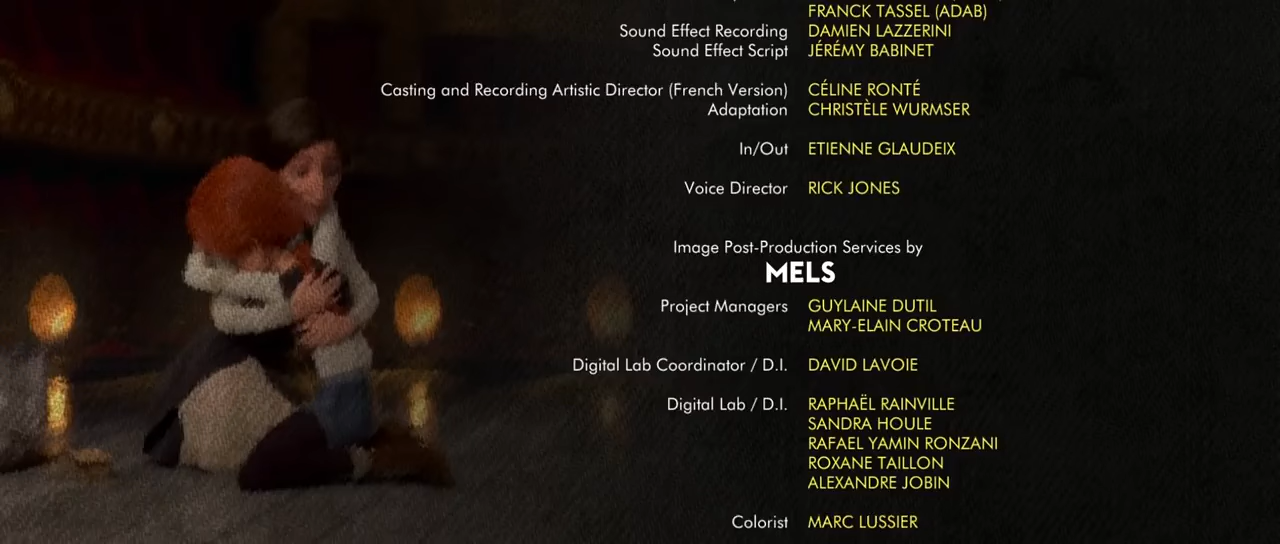 FRANCK TASSEL (ADAB)
Sound Effect Recording DAMIEN LAZZERINI
Sound Effect Script JÉRÉMY BABINET
Casting and Recording Artistic Director (French Version) CÉLINE RONTÉ
Adaptation CHRISTÈLE WURMSER
In/Out ETIENNE GLAUDEIX
Voice Director RICK JONES
Image Post-Production Services by
MELS
Project Managers GUYLAINE DUTIL
MARY-ELAIN CROTEAU
Digital Lab Coordinator / D.I. DAVID LAVOIE
Digital Lab / D.I. RAPHAËL RAINVILLE
SANDRA HOULE
RAFAEL YAMIN RONZANI
ROXANE TAILLON
ALEXANDRE JOBIN
Colorist MARC LUSSIER